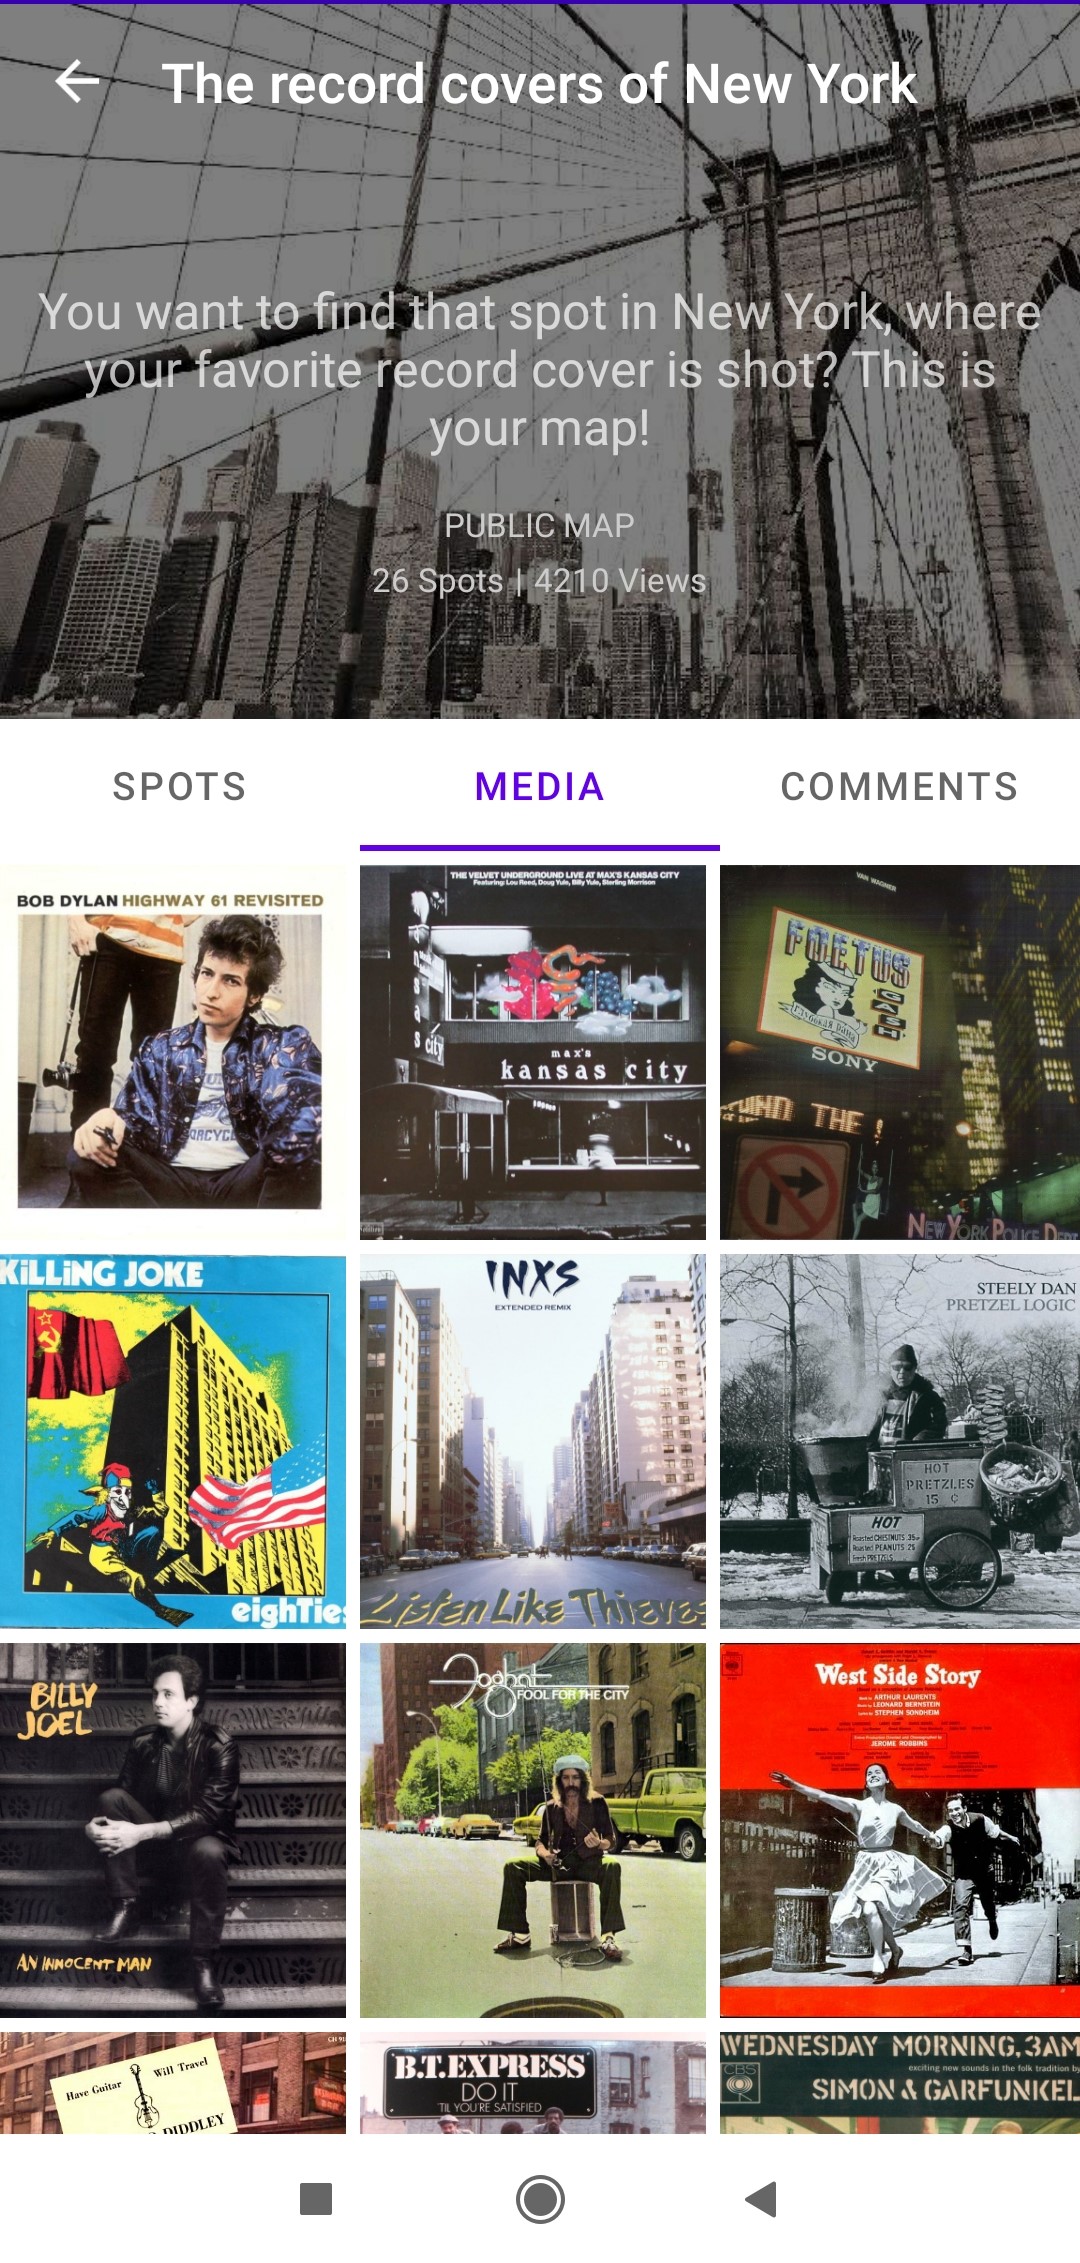 The record covers of New York
You want to find that spot in New York, where
your favorite record cover is shot? This is
your map!
PUBLIC MAP
26 Spots | 4210 Views
SPOTS
MEDIA
COMMENTS
BOB DYLAN HIGHWAY 61 REVISITED
THE VELVET UNDERGROUND LIVE AT MAX'S KANSAS CITY
Featuring: Lou Reed, Doug Yule, Billy Yule, Sterling Morrison
max's
kansas city
s city
VAN WAGNER
FOETUS
GASH
SONY
THE
NEW YORK POLICE DEPT
KiLLiNG JOKE
eighTies
INXS
EXTENDED REMIX
Listen Like Thieves
STEELY DAN
PRETZEL LOGIC
HOT
PRETZLES
15 ¢
HOT
Roasted CHESTNUTS 35¢
Roasted PEANUTS 25
Fresh PRETZELS
BILLY
JOEL
AN INNOCENT MAN
Foghat
FOOL FOR THE CITY
West Side Story
ARTHUR LAURENTS
LEONARD BERNSTEIN
STEPHEN SONDHEIM
JEROME ROBBINS
Have Guitar Will Travel
DIDDLEY
B.T.EXPRESS
DO IT
'TIL YOU'RE SATISFIED
WEDNESDAY MORNING, 3AM
CBS
exciting new sounds in the folk tradition by
SIMON & GARFUNKEL